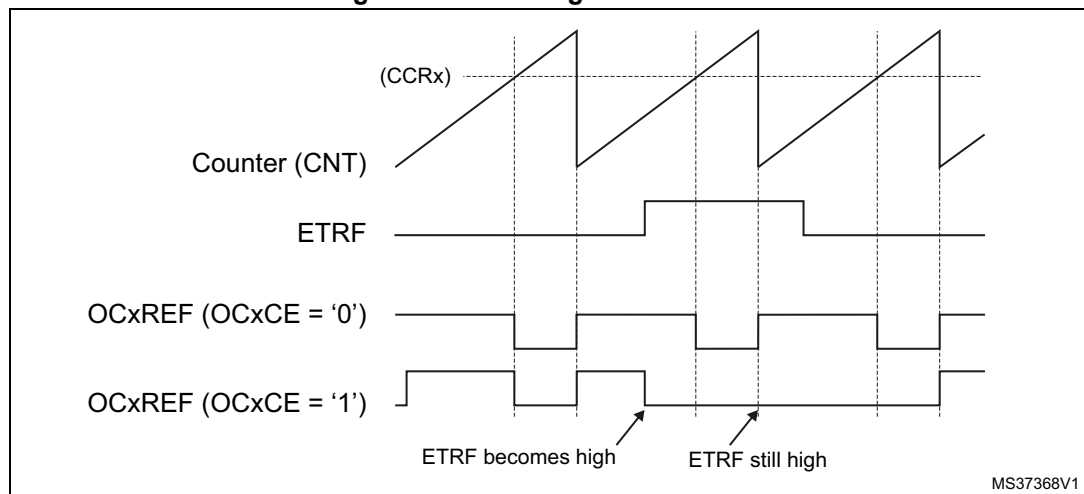 (CCRx)
Counter (CNT)
ETRF
OCxREF (OCxCE = ‘0’)
OCxREF (OCxCE = ‘1’)
ETRF becomes high
ETRF still high
MS37368V1